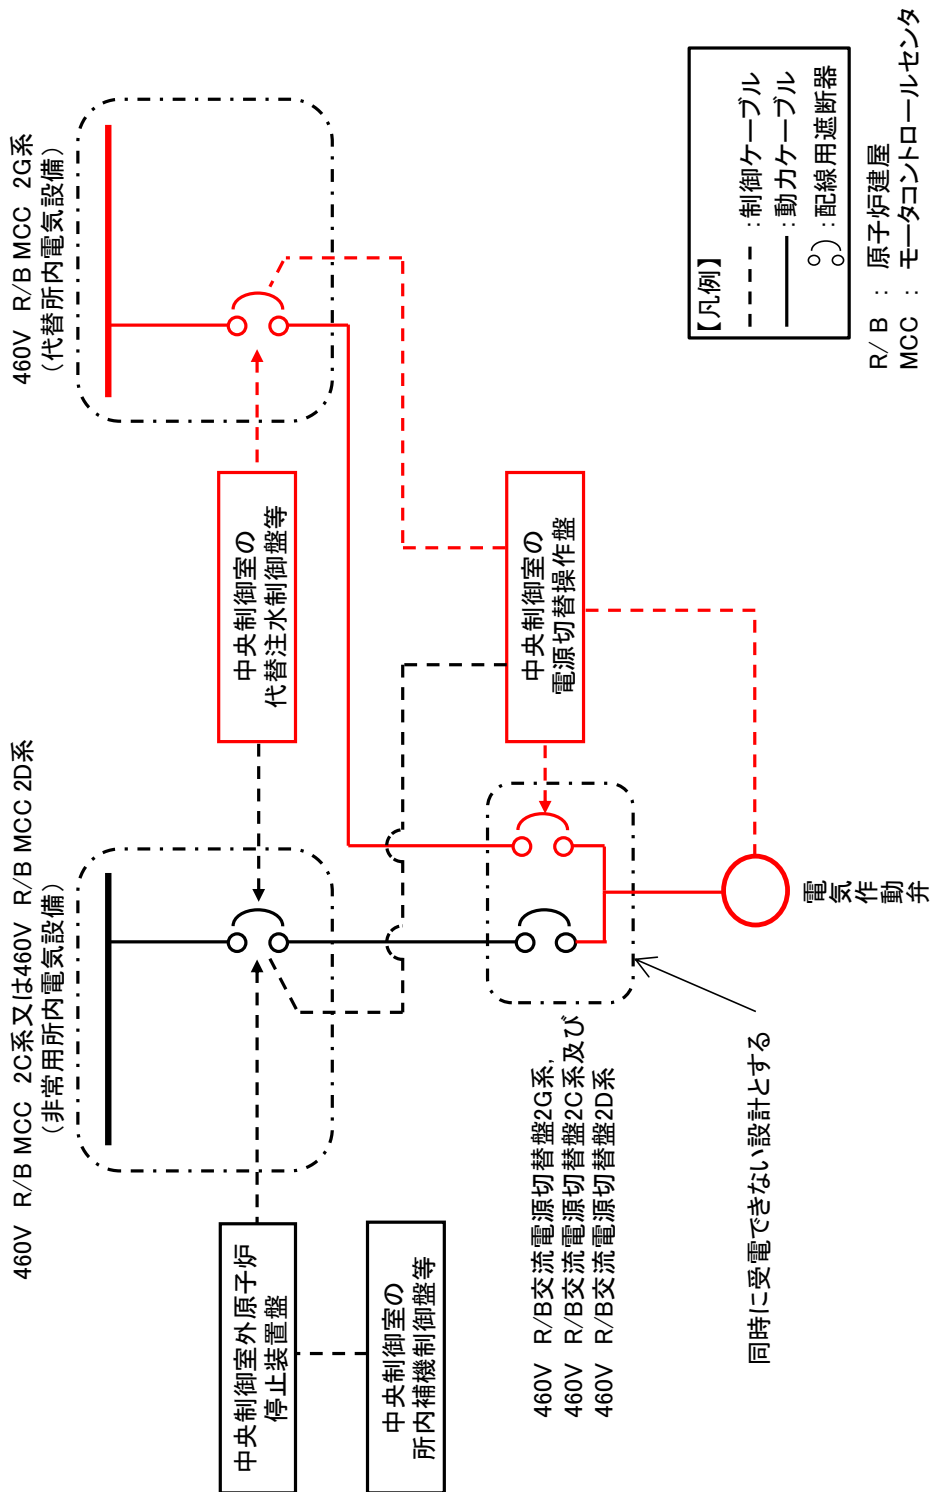 460V R/B MCC 2C系又は460V R/B MCC 2D系
（非常用所内電気設備）
460V R/B MCC 2G系
（代替所内電気設備）
中央制御室外原子炉
停止装置盤
中央制御室の
代替注水制御盤等
中央制御室の
所内補機制御盤等
中央制御室の
電源切替操作盤
460V R/B交流電源切替盤2G系,
460V R/B交流電源切替盤2C系及び
460V R/B交流電源切替盤2D系
同時に受電できない設計とする
電気作動弁
【凡例】
：制御ケーブル
：動力ケーブル
：配線用遮断器
R/B ： 原子炉建屋
MCC ： モータコントロールセンタ